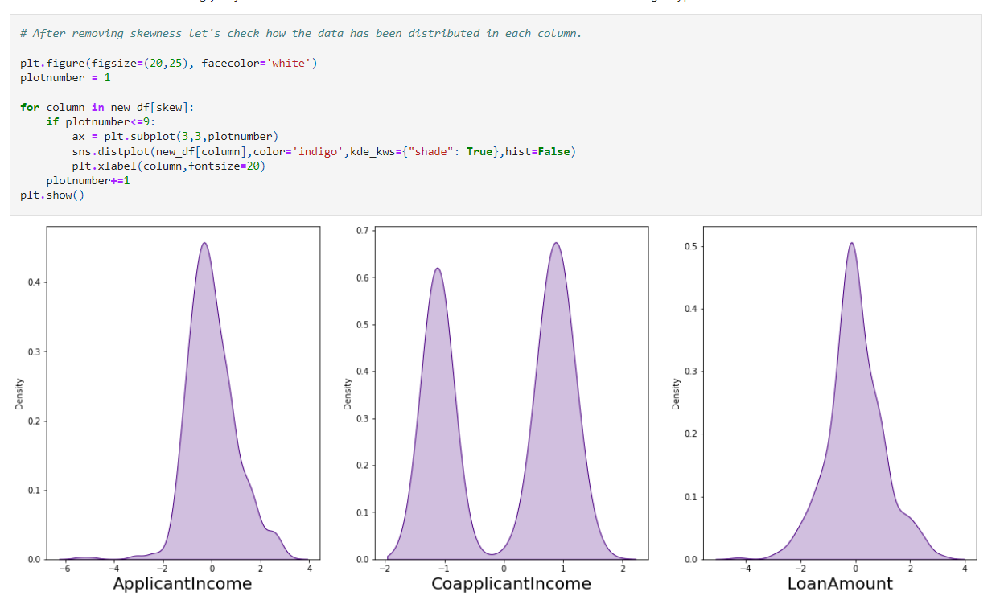 # After removing skewness let's check how the data has been distributed in each column.
plt.figure(figsize=(20,25), facecolor='white')
plotnumber = 1
for column in new_df[skew]:
    if plotnumber<=9:
        ax = plt.subplot(3,3,plotnumber)
        sns.distplot(new_df[column],color='indigo',kde_kws={"shade": True},hist=False)
        plt.xlabel(column,fontsize=20)
    plotnumber+=1
plt.show()
Density
0.4
0.3
0.2
0.1
0.0
−6 −4 −2 0 2 4
ApplicantIncome
Density
0.7
0.6
0.5
0.4
0.3
0.2
0.1
0.0
−2 −1 0 1 2
CoapplicantIncome
Density
0.5
0.4
0.3
0.2
0.1
0.0
−4 −2 0 2 4
LoanAmount